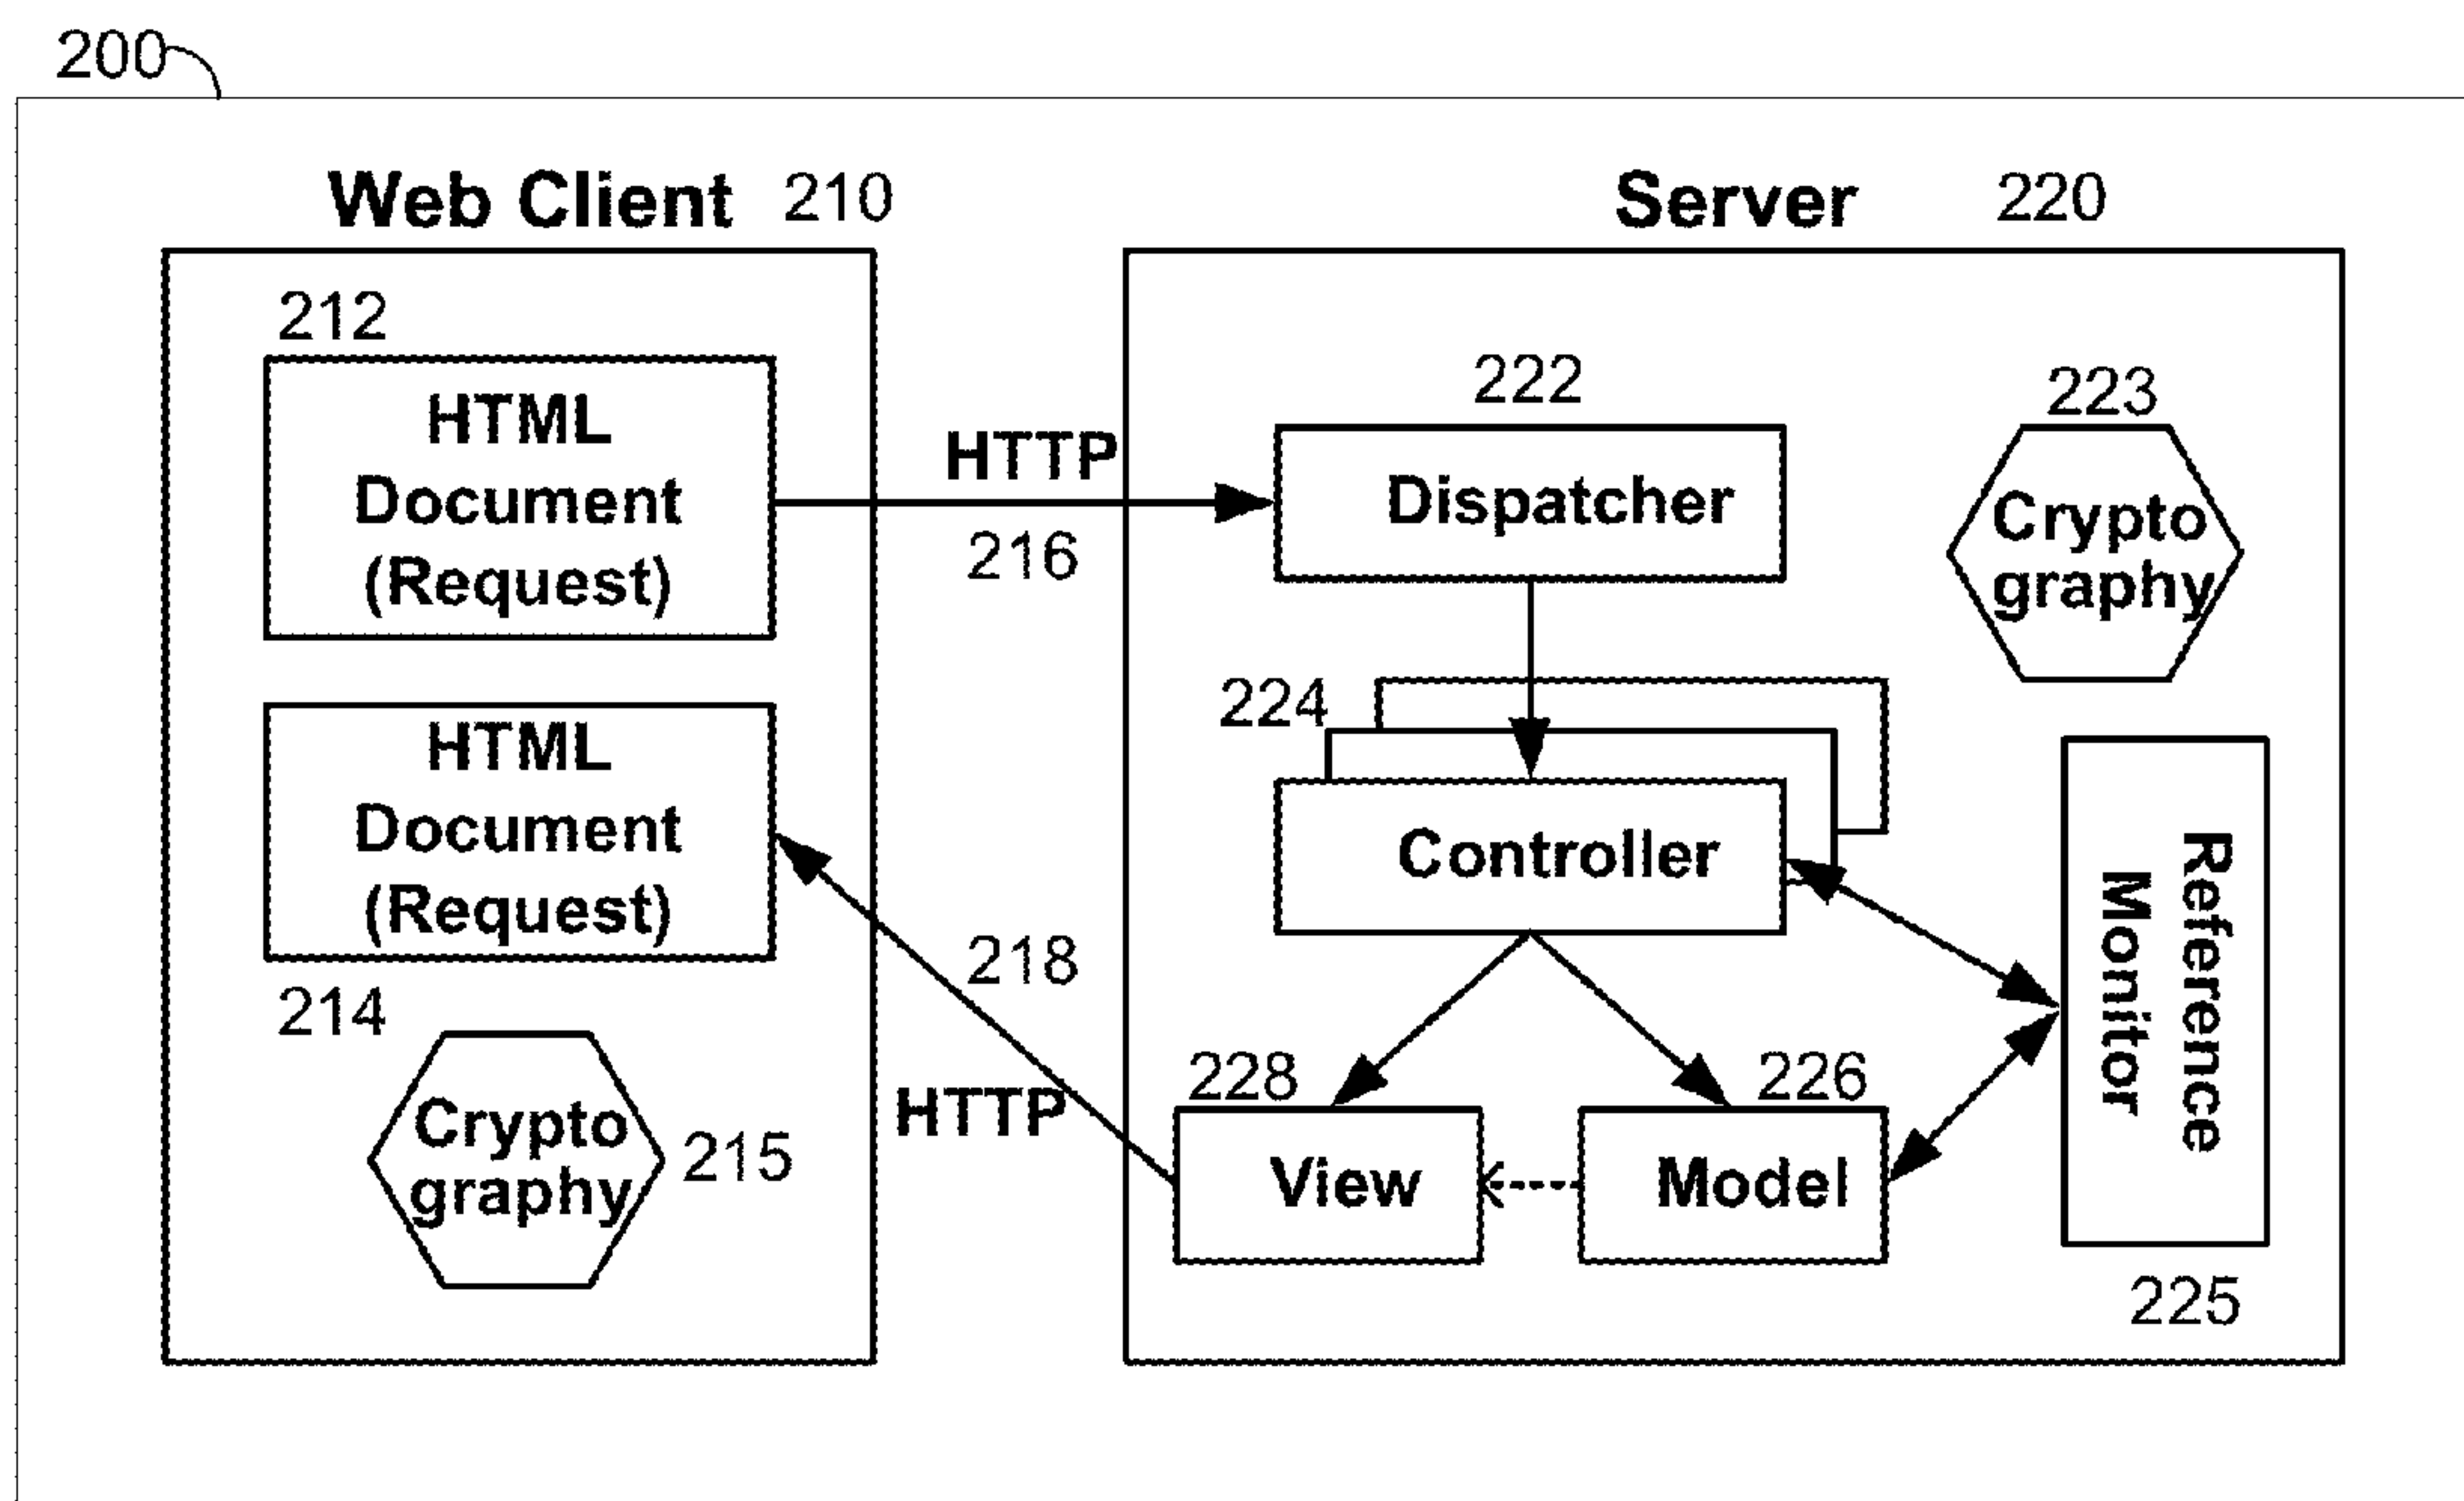 200
Web Client 210
Server 220
212
HTML
Document
(Request)
HTTP
216
222
Dispatcher
223
Crypto
graphy
224
Controller
HTML
Document
(Request)
214
218
HTTP
Crypto
graphy
215
228
View
226
Model
Reference
Monitor
225